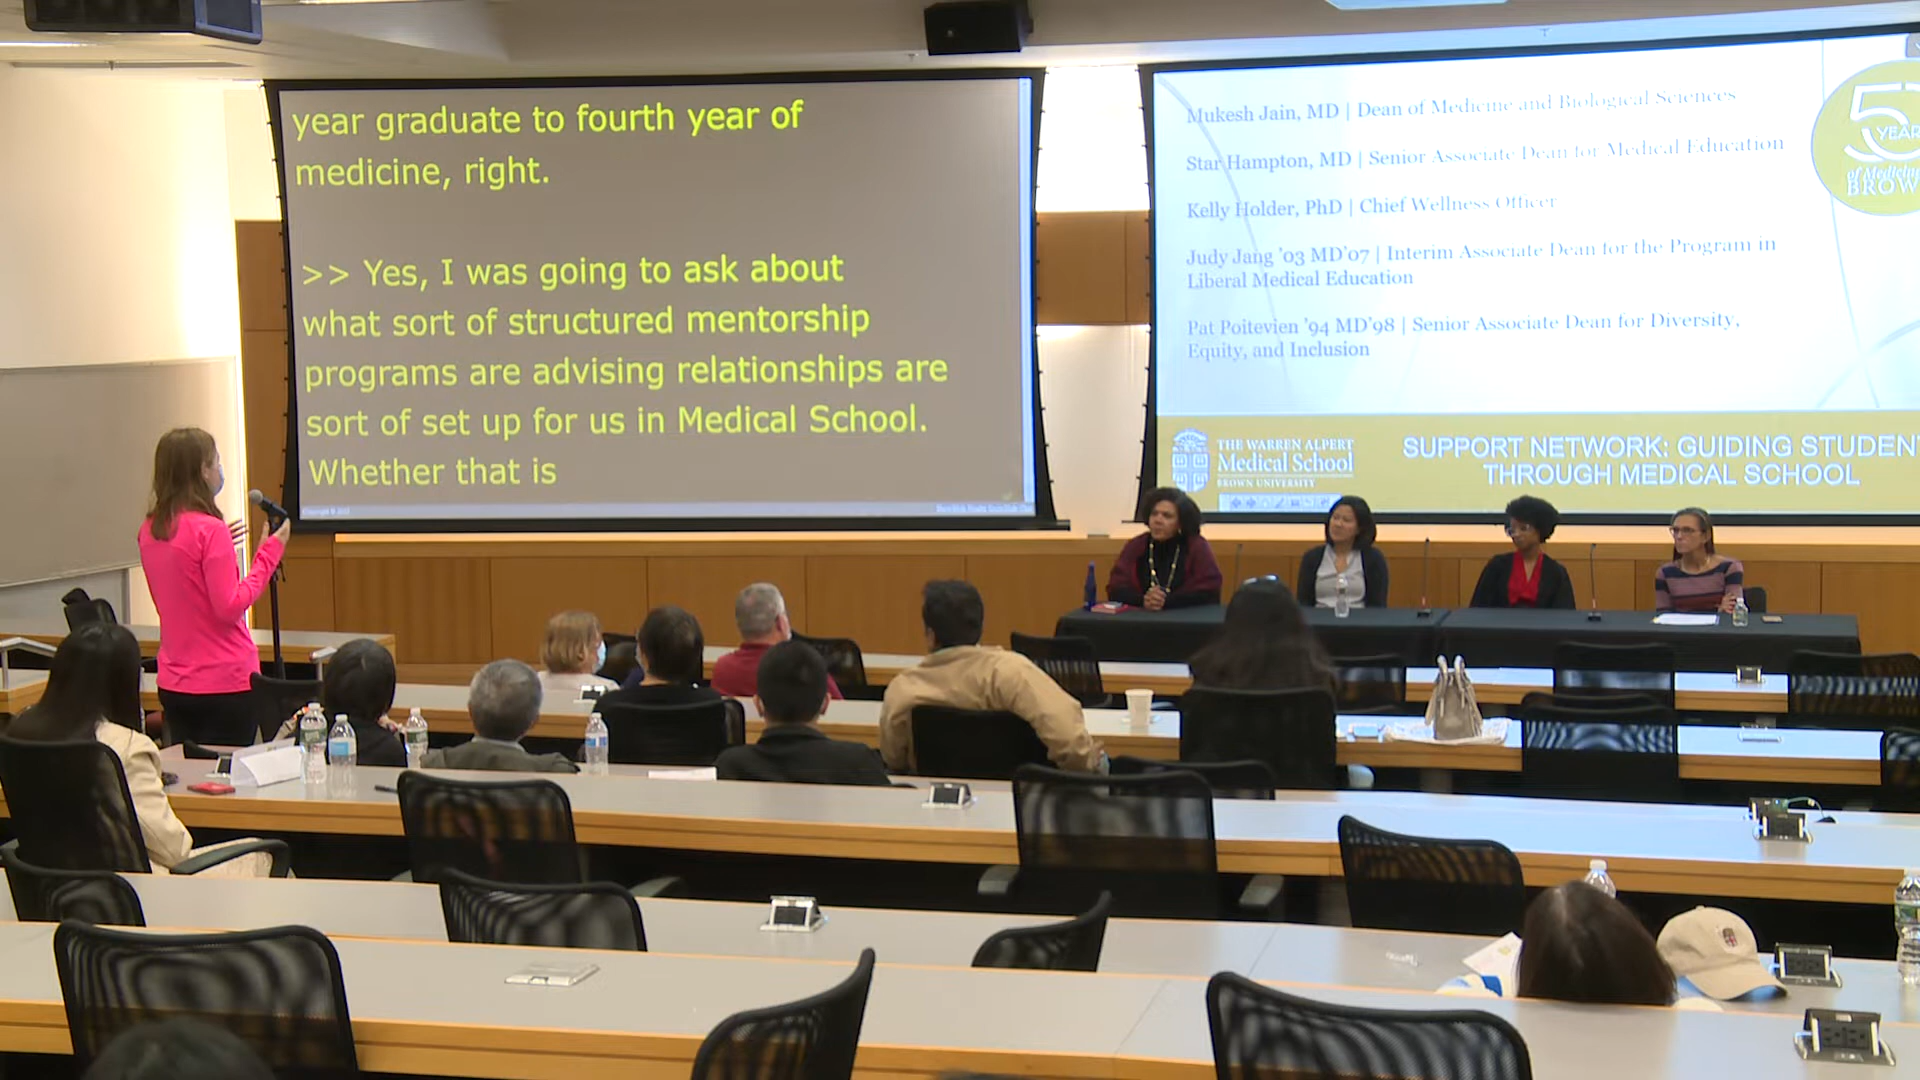 year graduate to fourth year of
medicine, right.
>> Yes, I was going to ask about
what sort of structured mentorship
programs are advising relationships are
sort of set up for us in Medical School.
Whether that is
Mukesh Jain, MD | Dean of Medicine and Biological Sciences
Star Hampton, MD | Senior Associate Dean for Medical Education
Kelly Holder, PhD | Chief Wellness Officer
Judy Jang '03 MD'07 | Interim Associate Dean for the Program in
Liberal Medical Education
Pat Poitevien '94 MD'98 | Senior Associate Dean for Diversity,
Equity, and Inclusion
50
YEAR
of Medicine
BROW
THE WARREN ALPERT
Medical School
BROWN UNIVERSITY
SUPPORT NETWORK: GUIDING STUDEN
THROUGH MEDICAL SCHOOL